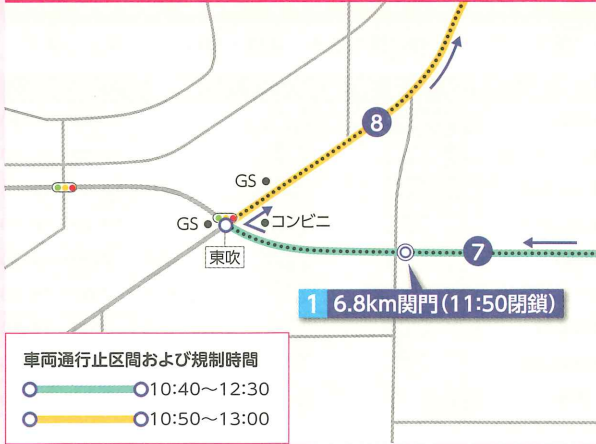 8
GS
GS
コンビニ
東吹
7
1 6.8km関門(11:50閉鎖)
車両通行止区間および規制時間
10:40～12:30
10:50～13:00